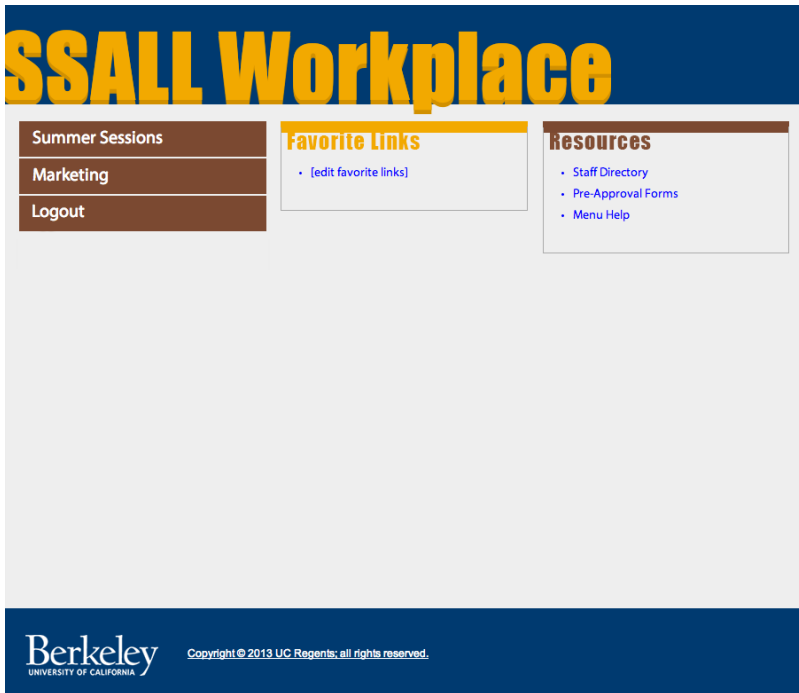 SSALL Workplace
Summer Sessions
Marketing
Logout
Favorite Links
• [edit favorite links]
Resources
• Staff Directory
• Pre-Approval Forms
• Menu Help
Berkeley
UNIVERSITY OF CALIFORNIA
Copyright © 2013 UC Regents; all rights reserved.